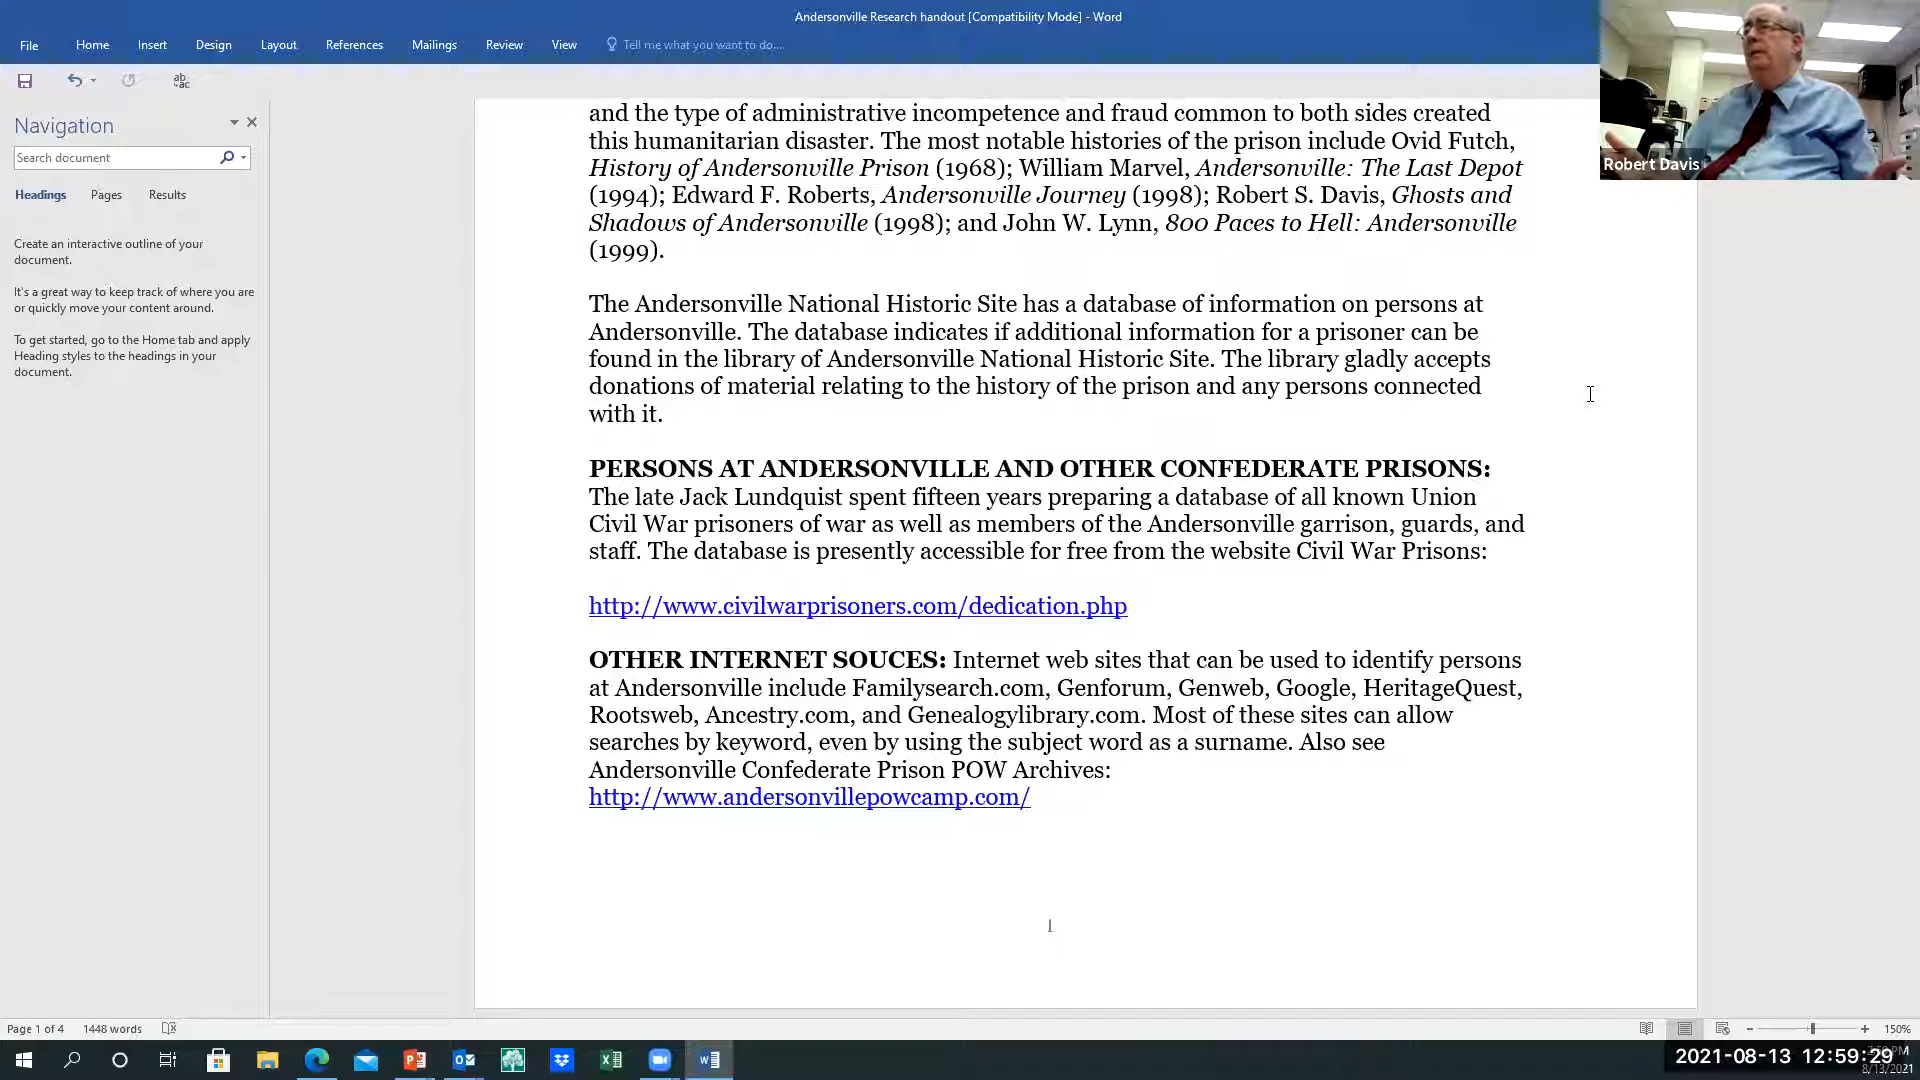 Andersonville Research handout [Compatibility Mode] - Word
File Home Insert Design Layout References Mailings Review View Tell me what you want to do...
Robert Davis
Navigation
Search document
Headings Pages Results
Create an interactive outline of your
document.
It's a great way to keep track of where you are
or quickly move your content around.
To get started, go to the Home tab and apply
Heading styles to the headings in your
document.
and the type of administrative incompetence and fraud common to both sides created
this humanitarian disaster. The most notable histories of the prison include Ovid Futch,
History of Andersonville Prison (1968); William Marvel, Andersonville: The Last Depot
(1994); Edward F. Roberts, Andersonville Journey (1998); Robert S. Davis, Ghosts and
Shadows of Andersonville (1998); and John W. Lynn, 800 Paces to Hell: Andersonville
(1999).
The Andersonville National Historic Site has a database of information on persons at
Andersonville. The database indicates if additional information for a prisoner can be
found in the library of Andersonville National Historic Site. The library gladly accepts
donations of material relating to the history of the prison and any persons connected
with it.
PERSONS AT ANDERSONVILLE AND OTHER CONFEDERATE PRISONS:
The late Jack Lundquist spent fifteen years preparing a database of all known Union
Civil War prisoners of war as well as members of the Andersonville garrison, guards, and
staff. The database is presently accessible for free from the website Civil War Prisons:
http://www.civilwarprisoners.com/dedication.php
OTHER INTERNET SOUCES: Internet web sites that can be used to identify persons
at Andersonville include Familysearch.com, Genforum, Genweb, Google, HeritageQuest,
Rootsweb, Ancestry.com, and Genealogylibrary.com. Most of these sites can allow
searches by keyword, even by using the subject word as a surname. Also see
Andersonville Confederate Prison POW Archives:
http://www.andersonvillepowcamp.com/
1
Page 1 of 4 1448 words 150%
2021-08-13 12:59:29
8/13/2021